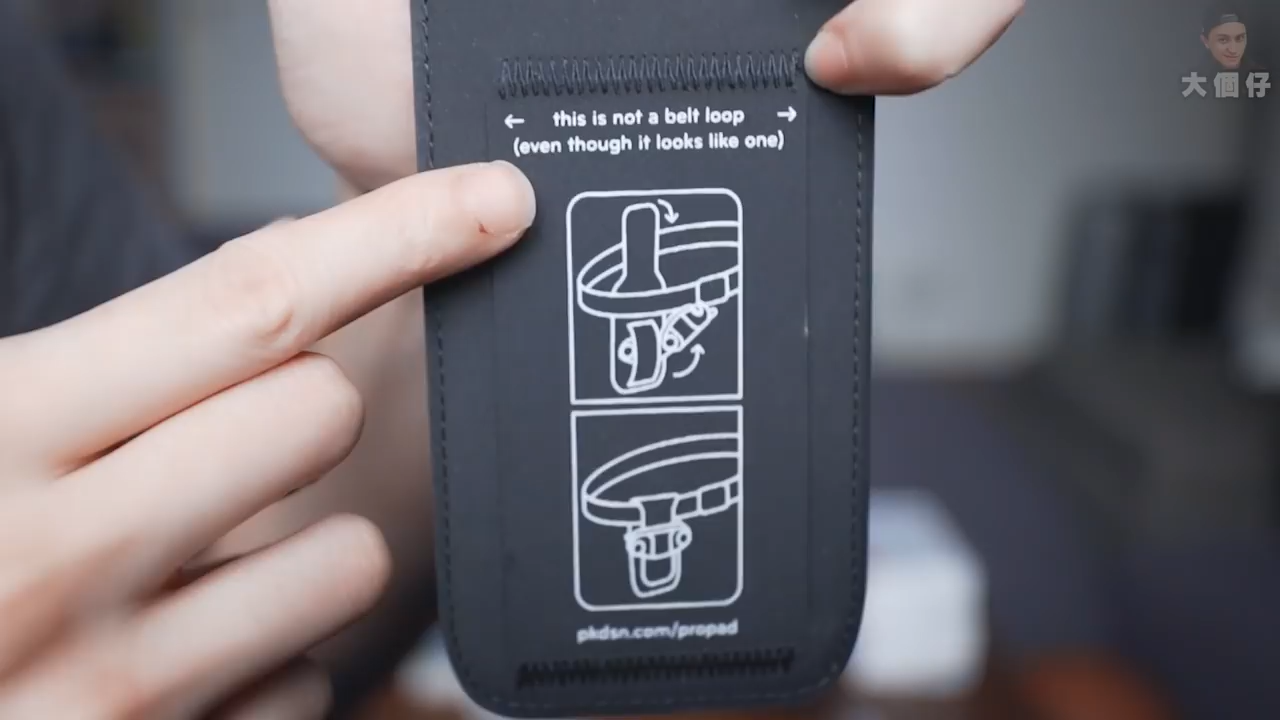 大個仔
← this is not a belt loop →
(even though it looks like one)
pkdsn.com/propad